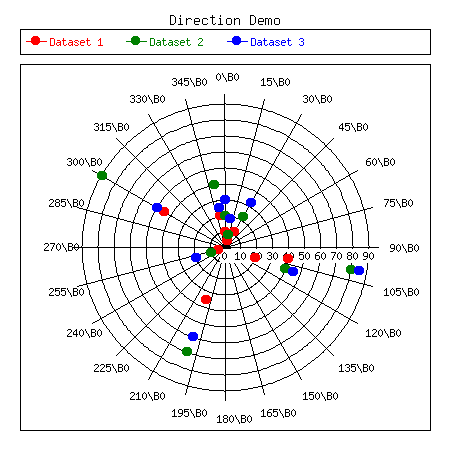 Direction Demo
Dataset 1 Dataset 2 Dataset 3
0\B0
345\B0 15\B0
330\B0 30\B0
315\B0 45\B0
300\B0 60\B0
285\B0 75\B0
270\B0 90\B0
0 10 20 30 40 50 60 70 80 90
255\B0 105\B0
240\B0 120\B0
225\B0 135\B0
210\B0 150\B0
195\B0 165\B0
180\B0